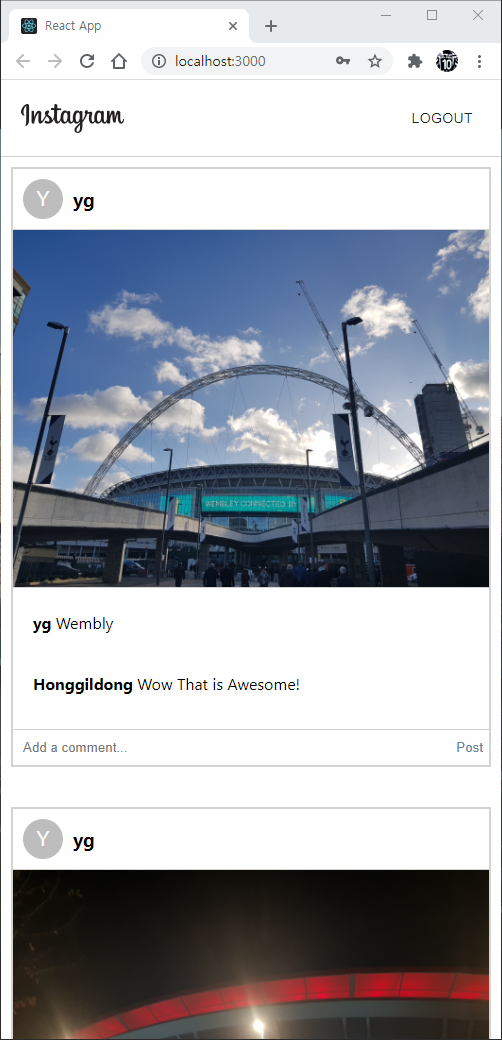 React App
localhost:3000
10
Instagram
LOGOUT
Y yg
WEMBLEY CONNECTED BY
yg Wembly
Honggildong Wow That is Awesome!
Add a comment... Post
Y yg